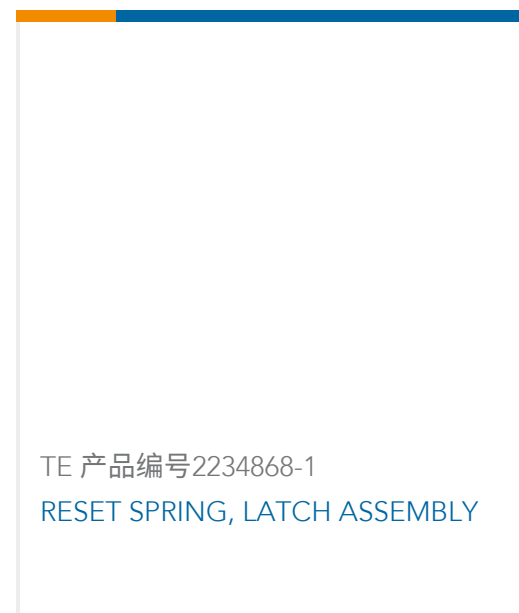 TE 产品编号2234868-1
RESET SPRING, LATCH ASSEMBLY